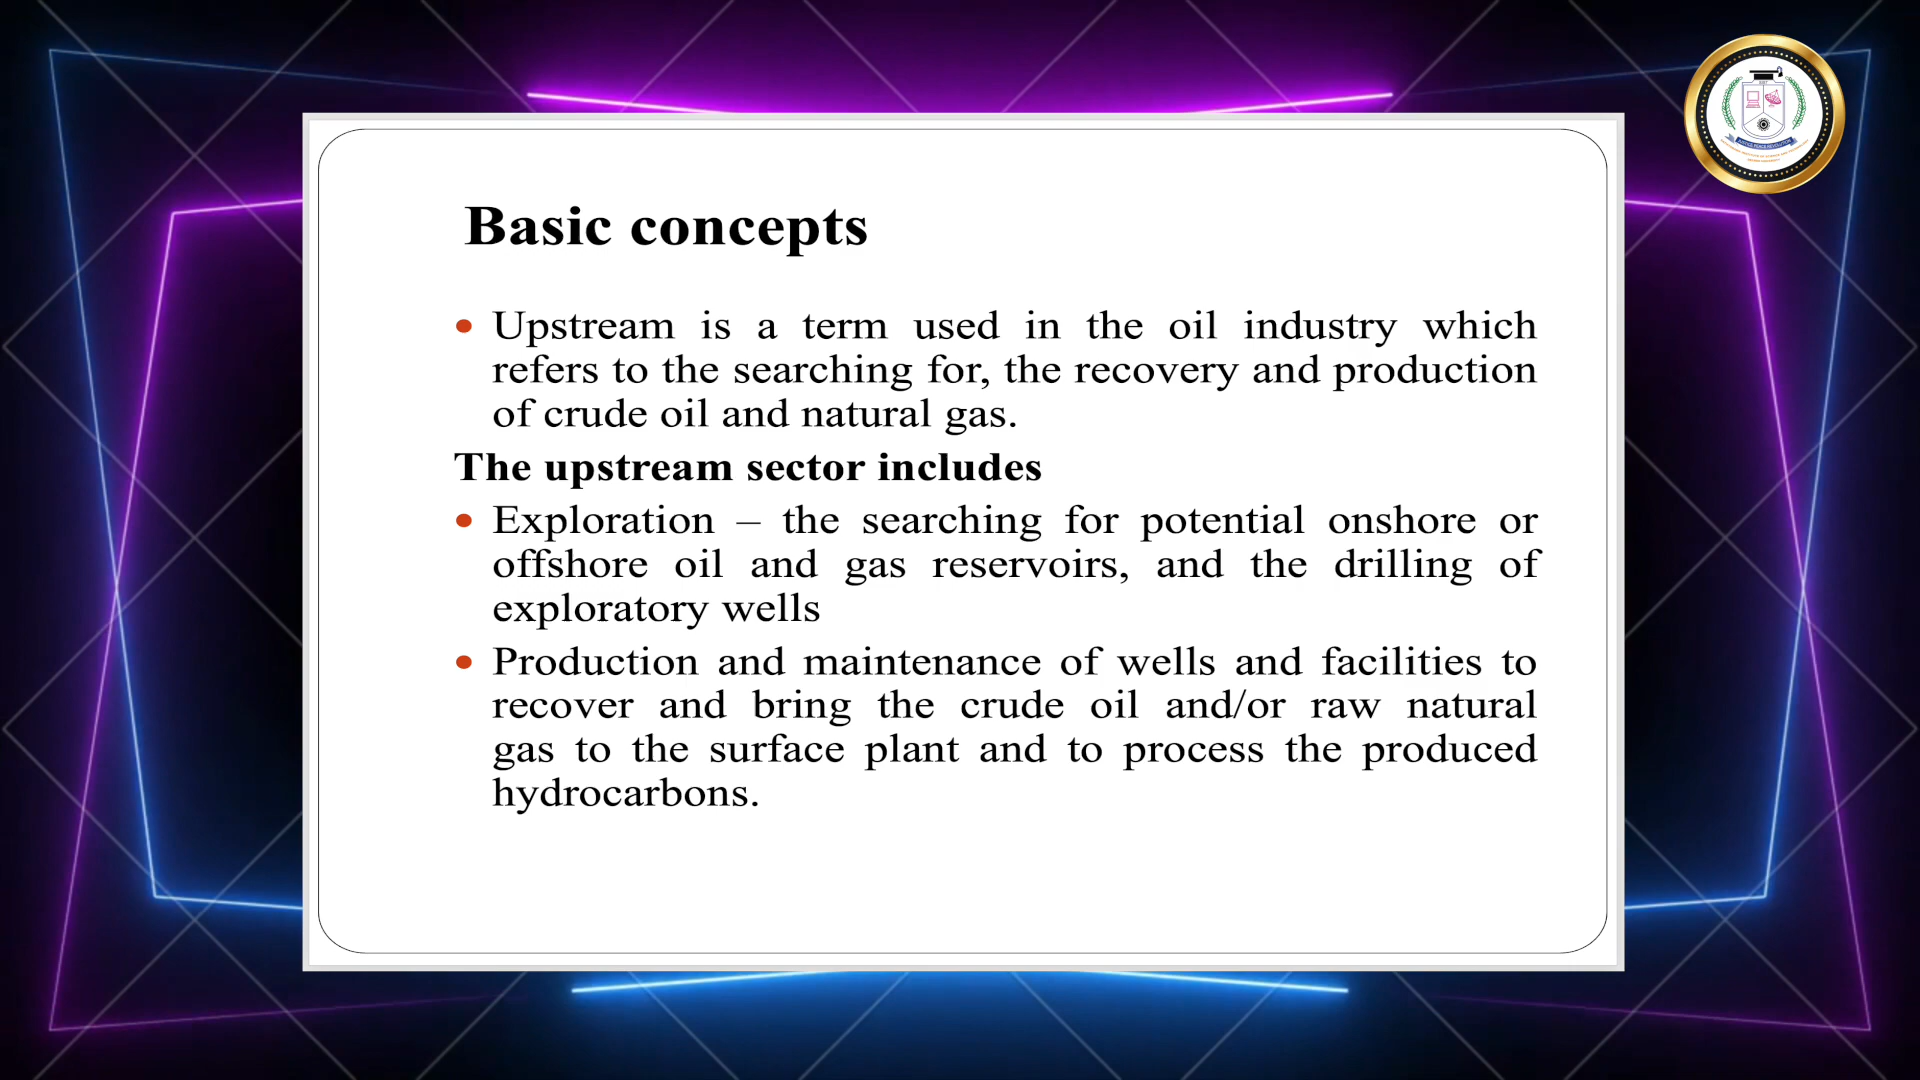 Basic concepts
• Upstream is a term used in the oil industry which
refers to the searching for, the recovery and production
of crude oil and natural gas.
The upstream sector includes
• Exploration – the searching for potential onshore or
offshore oil and gas reservoirs, and the drilling of
exploratory wells
• Production and maintenance of wells and facilities to
recover and bring the crude oil and/or raw natural
gas to the surface plant and to process the produced
hydrocarbons.